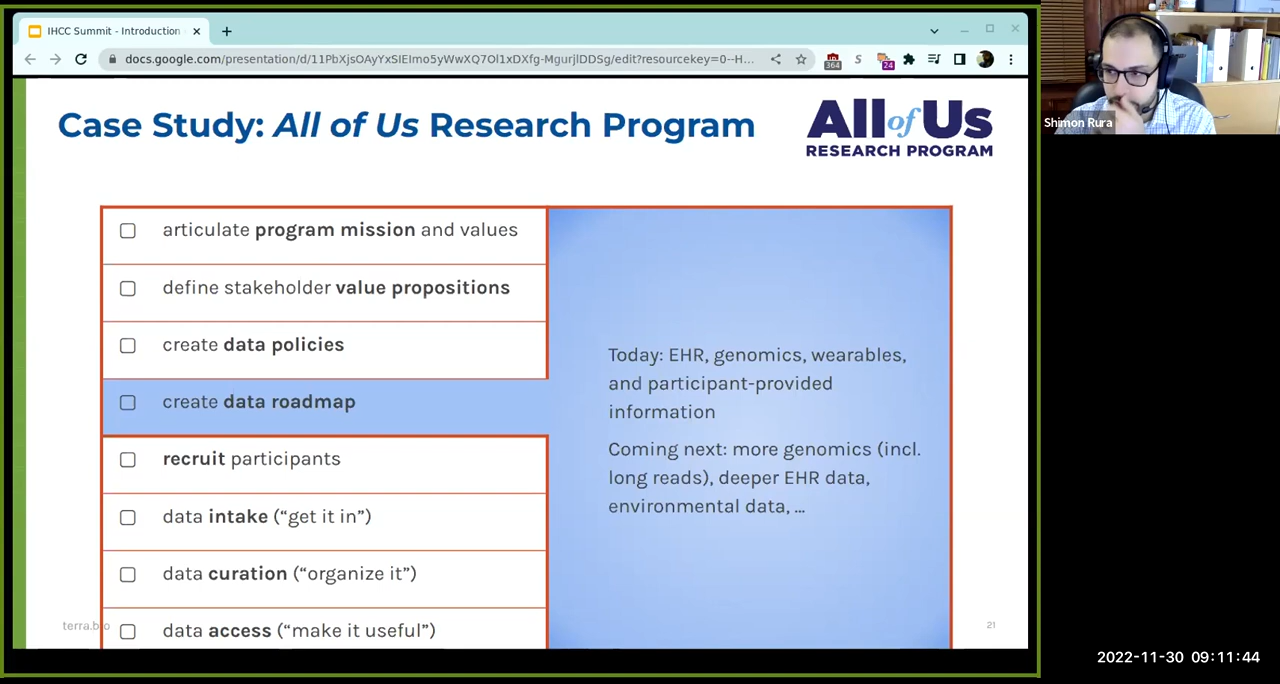 IHCC Summit - Introduction
docs.google.com/presentation/d/11PbXjsOAyYxSIEImo5yWwXQ7Ol1xDXfg-MgurjlDDSg/edit?resourcekey=0--H...
364
S
24
Case Study: All of Us Research Program
All of Us
RESEARCH PROGRAM
articulate program mission and values
define stakeholder value propositions
create data policies
create data roadmap
recruit participants
data intake (“get it in”)
data curation (“organize it”)
data access (“make it useful”)
Today: EHR, genomics, wearables,
and participant-provided
information
Coming next: more genomics (incl.
long reads), deeper EHR data,
environmental data, ...
terra.bio
21
Shimon Rura
2022-11-30 09:11:44